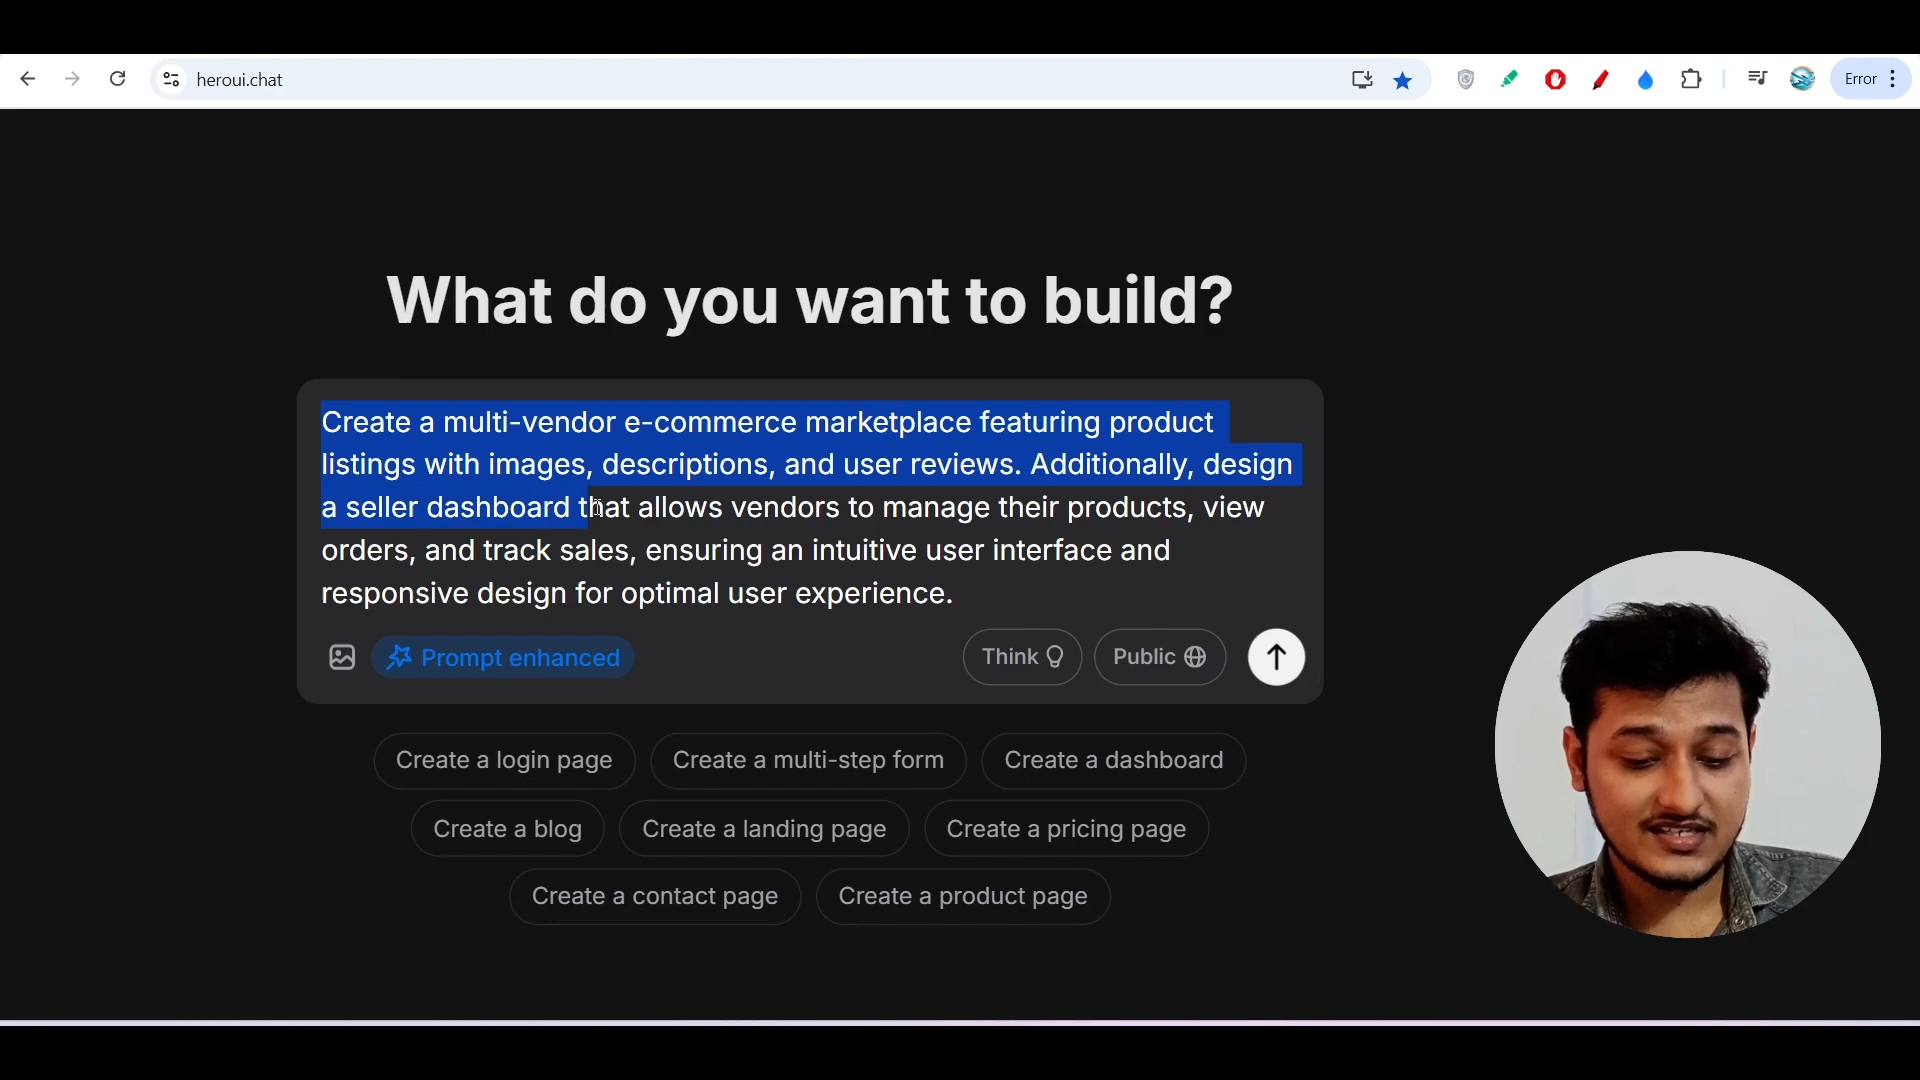 heroui.chat
Error
What do you want to build?
Create a multi-vendor e-commerce marketplace featuring product
listings with images, descriptions, and user reviews. Additionally, design
a seller dashboard that allows vendors to manage their products, view
orders, and track sales, ensuring an intuitive user interface and
responsive design for optimal user experience.
Prompt enhanced
Think
Public
Create a login page
Create a multi-step form
Create a dashboard
Create a blog
Create a landing page
Create a pricing page
Create a contact page
Create a product page